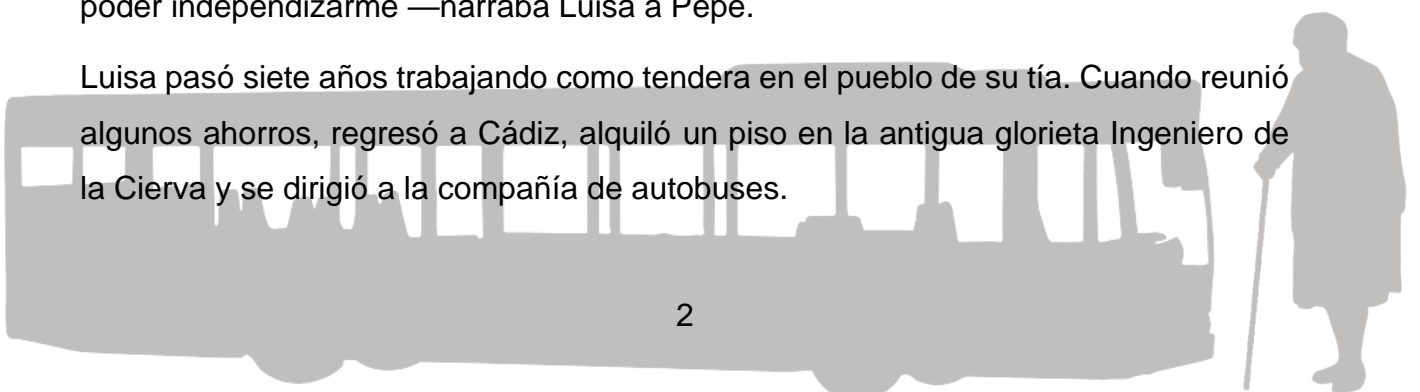 poder independizarme —narraba Luisa a Pepe.
Luisa pasó siete años trabajando como tendera en el pueblo de su tía. Cuando reunió
algunos ahorros, regresó a Cádiz, alquiló un piso en la antigua glorieta Ingeniero de
la Cierva y se dirigió a la compañía de autobuses.
2